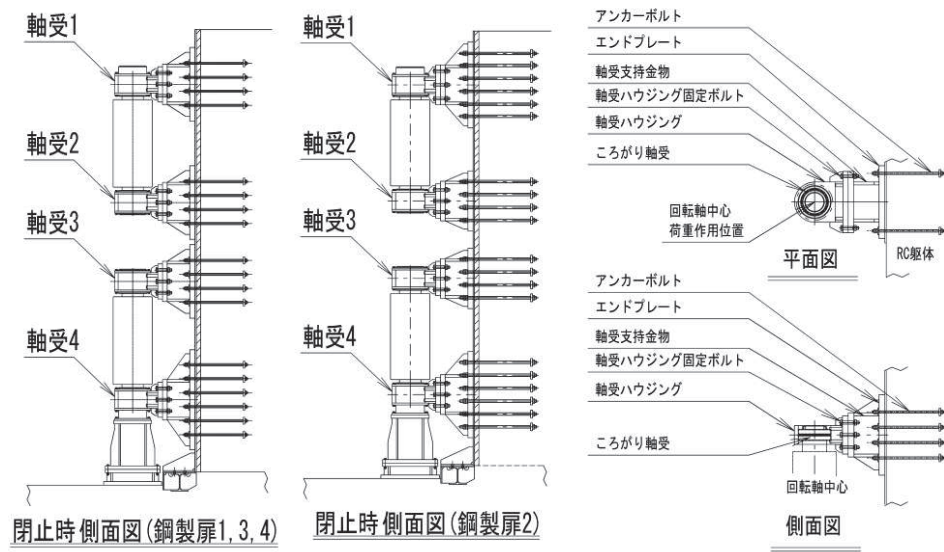 軸受1
軸受2
軸受3
軸受4
閉止時 側面図(鋼製扉1, 3, 4)
軸受1
軸受2
軸受3
軸受4
閉止時 側面図(鋼製扉2)
アンカーボルト
エンドプレート
軸受支持金物
軸受ハウジング固定ボルト
軸受ハウジング
ころがり軸受
回転軸中心
荷重作用位置
RC躯体
平面図
アンカーボルト
エンドプレート
軸受支持金物
軸受ハウジング固定ボルト
軸受ハウジング
ころがり軸受
回転軸中心
側面図